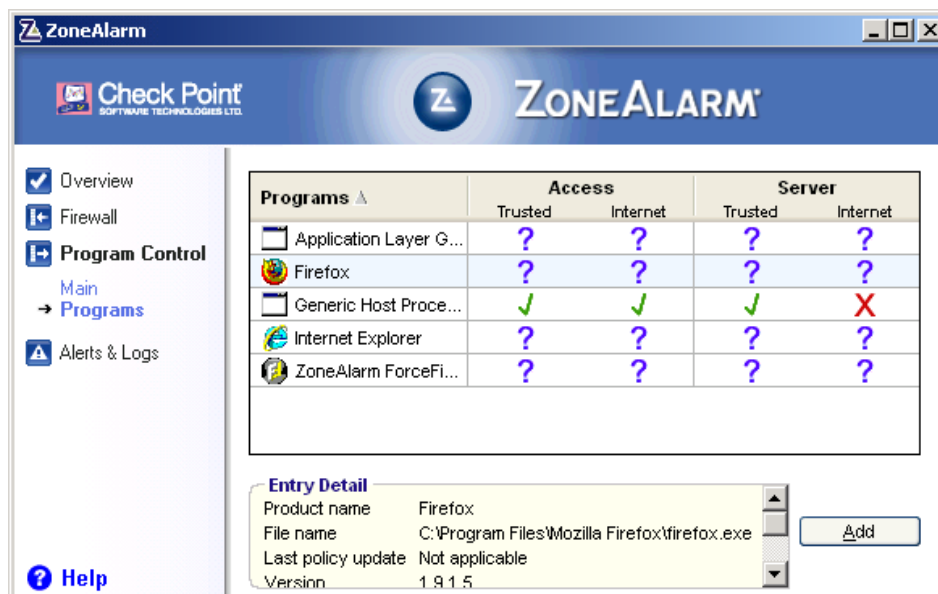 ZoneAlarm
Check Point
SOFTWARE TECHNOLOGIES LTD.
ZONEALARM
Overview
Firewall
Program Control
Main
Programs
Alerts & Logs
Help
Programs Access Server
Trusted Internet Trusted Internet
Application Layer G... ? ? ? ?
Firefox ? ? ? ?
Generic Host Proce... ✓ ✓ ✓ X
Internet Explorer ? ? ? ?
ZoneAlarm ForceFi... ? ? ? ?
Entry Detail
Product name Firefox
File name C:\Program Files\Mozilla Firefox\firefox.exe
Last policy update Not applicable
Version 1.9.1.5
Add